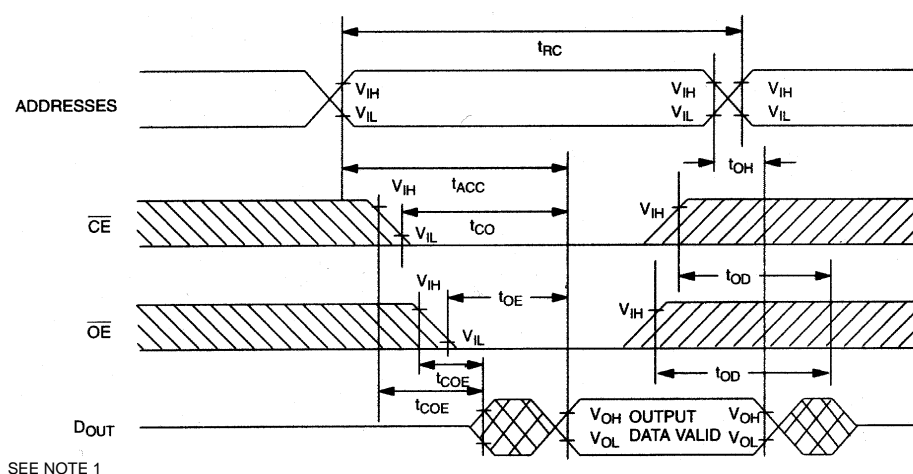 tRC
ADDRESSES
VIH VIH VIH
VIL VIL VIL
tOH
tACC
CE
VIH VIH
tCO
VIL
tOD
OE
VIH VIH
tOE
VIL
tOD
tCOE
tCOE
DOUT
VOH OUTPUT VOH
VOL DATA VALID VOL
SEE NOTE 1